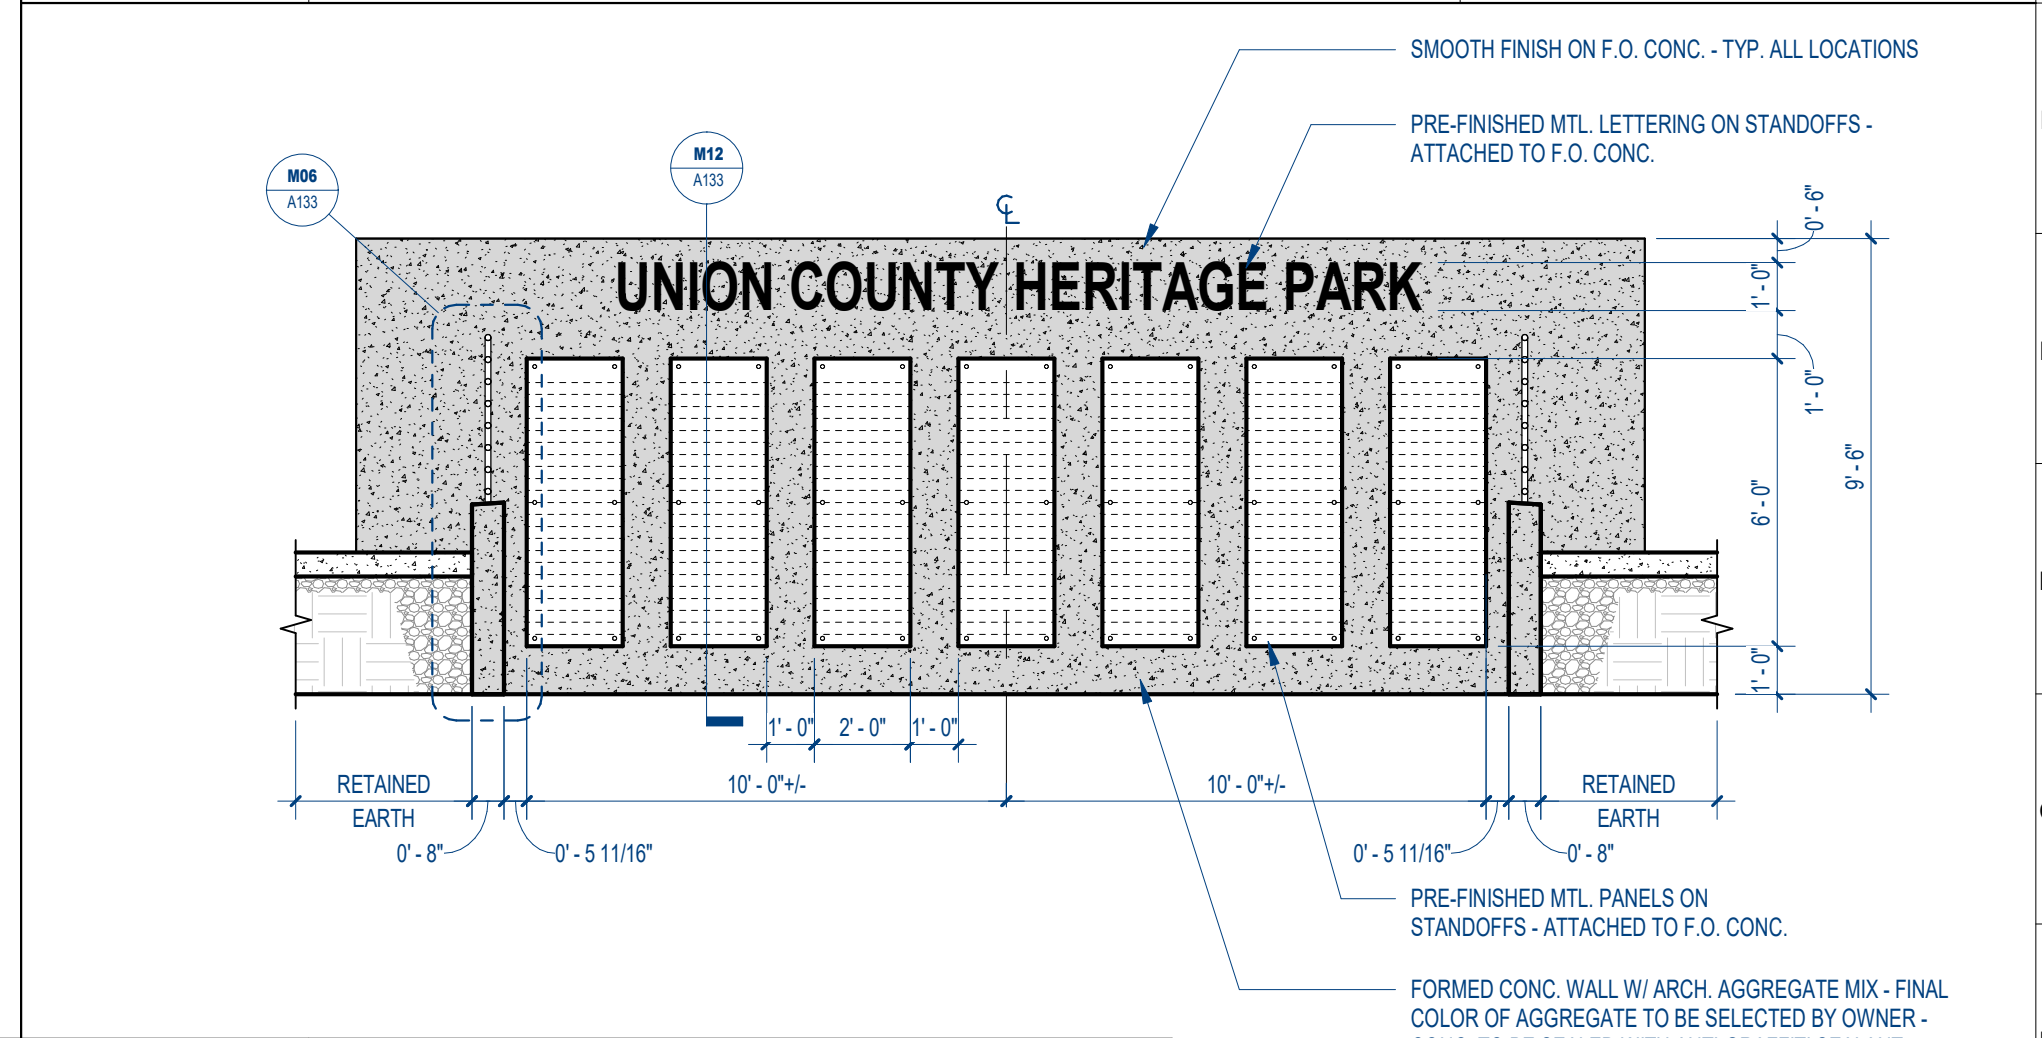 SMOOTH FINISH ON F.O. CONC. - TYP. ALL LOCATIONS
PRE-FINISHED MTL. LETTERING ON STANDOFFS -
ATTACHED TO F.O. CONC.
M12
A133
M06
A133
CL
0' - 6"
UNION COUNTY HERITAGE PARK
1' - 0"
1' - 0"
9' - 6"
6' - 0"
1' - 0"
1' - 0"
2' - 0"
1' - 0"
RETAINED
EARTH
10' - 0"+/-
10' - 0"+/-
RETAINED
EARTH
0' - 8"
0' - 5 11/16"
0' - 5 11/16"
0' - 8"
PRE-FINISHED MTL. PANELS ON
STANDOFFS - ATTACHED TO F.O. CONC.
FORMED CONC. WALL W/ ARCH. AGGREGATE MIX - FINAL
COLOR OF AGGREGATE TO BE SELECTED BY OWNER -